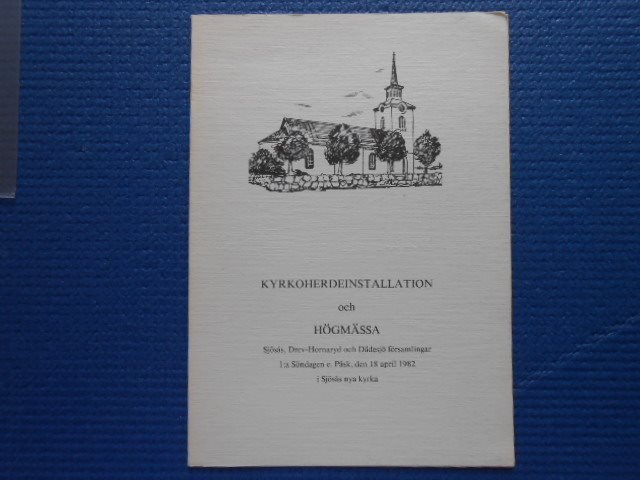 KYRKOHERDEINSTALLATION
och
HÖGMÄSSA
Sjösås, Drev-Hornaryd och Dädesjö församlingar
1:a Söndagen e. Påsk, den 18 april 1982
i Sjösås nya kyrka